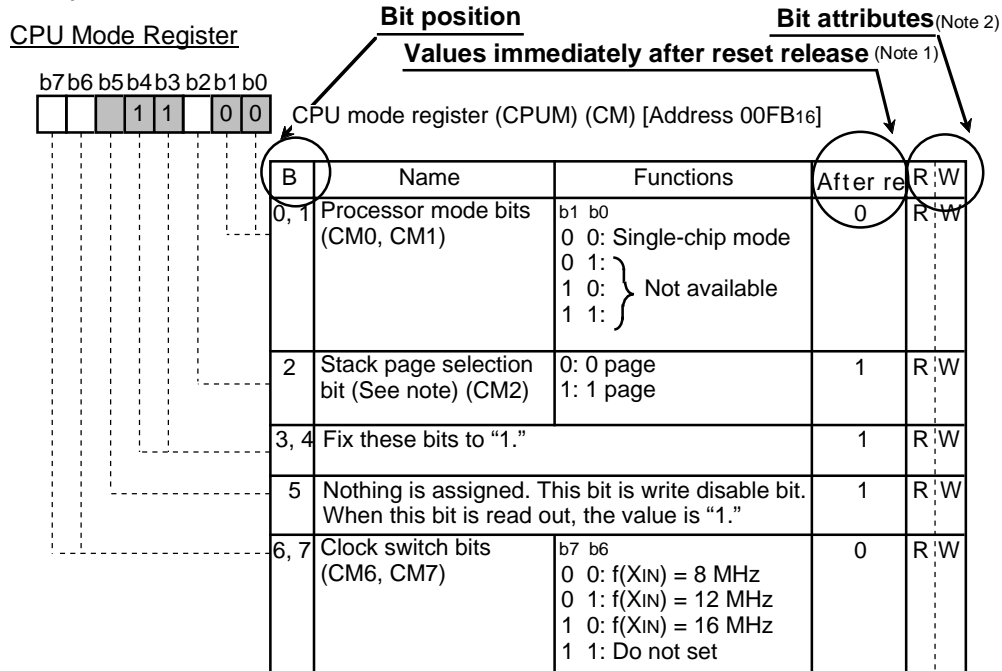 Bit position
Bit attributes(Note 2)
CPU Mode Register
Values immediately after reset release (Note 1)
b7 b6 b5 b4 b3 b2 b1 b0
1 1 0 0
CPU mode register (CPUM) (CM) [Address 00FB16]
B Name Functions After re R W
0, 1 Processor mode bits b1 b0 0 R W
(CM0, CM1) 0 0: Single-chip mode
0 1:
1 0: Not available
1 1:
2 Stack page selection 0: 0 page 1 R W
bit (See note) (CM2) 1: 1 page
3, 4 Fix these bits to “1.” 1 R W
5 Nothing is assigned. This bit is write disable bit. 1 R W
When this bit is read out, the value is “1.”
6, 7 Clock switch bits b7 b6 0 R W
(CM6, CM7) 0 0: f(XIN) = 8 MHz
0 1: f(XIN) = 12 MHz
1 0: f(XIN) = 16 MHz
1 1: Do not set